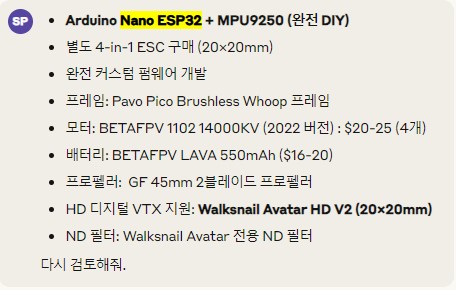 SP
• Arduino Nano ESP32 + MPU9250 (완전 DIY)
• 별도 4-in-1 ESC 구매 (20×20mm)
• 완전 커스텀 펌웨어 개발
• 프레임: Pavo Pico Brushless Whoop 프레임
• 모터: BETAFPV 1102 14000KV (2022 버전) : $20-25 (4개)
• 배터리: BETAFPV LAVA 550mAh ($16-20)
• 프로펠러:  GF 45mm 2블레이드 프로펠러
• HD 디지털 VTX 지원: Walksnail Avatar HD V2 (20×20mm)
• ND 필터: Walksnail Avatar 전용 ND 필터
다시 검토해줘.